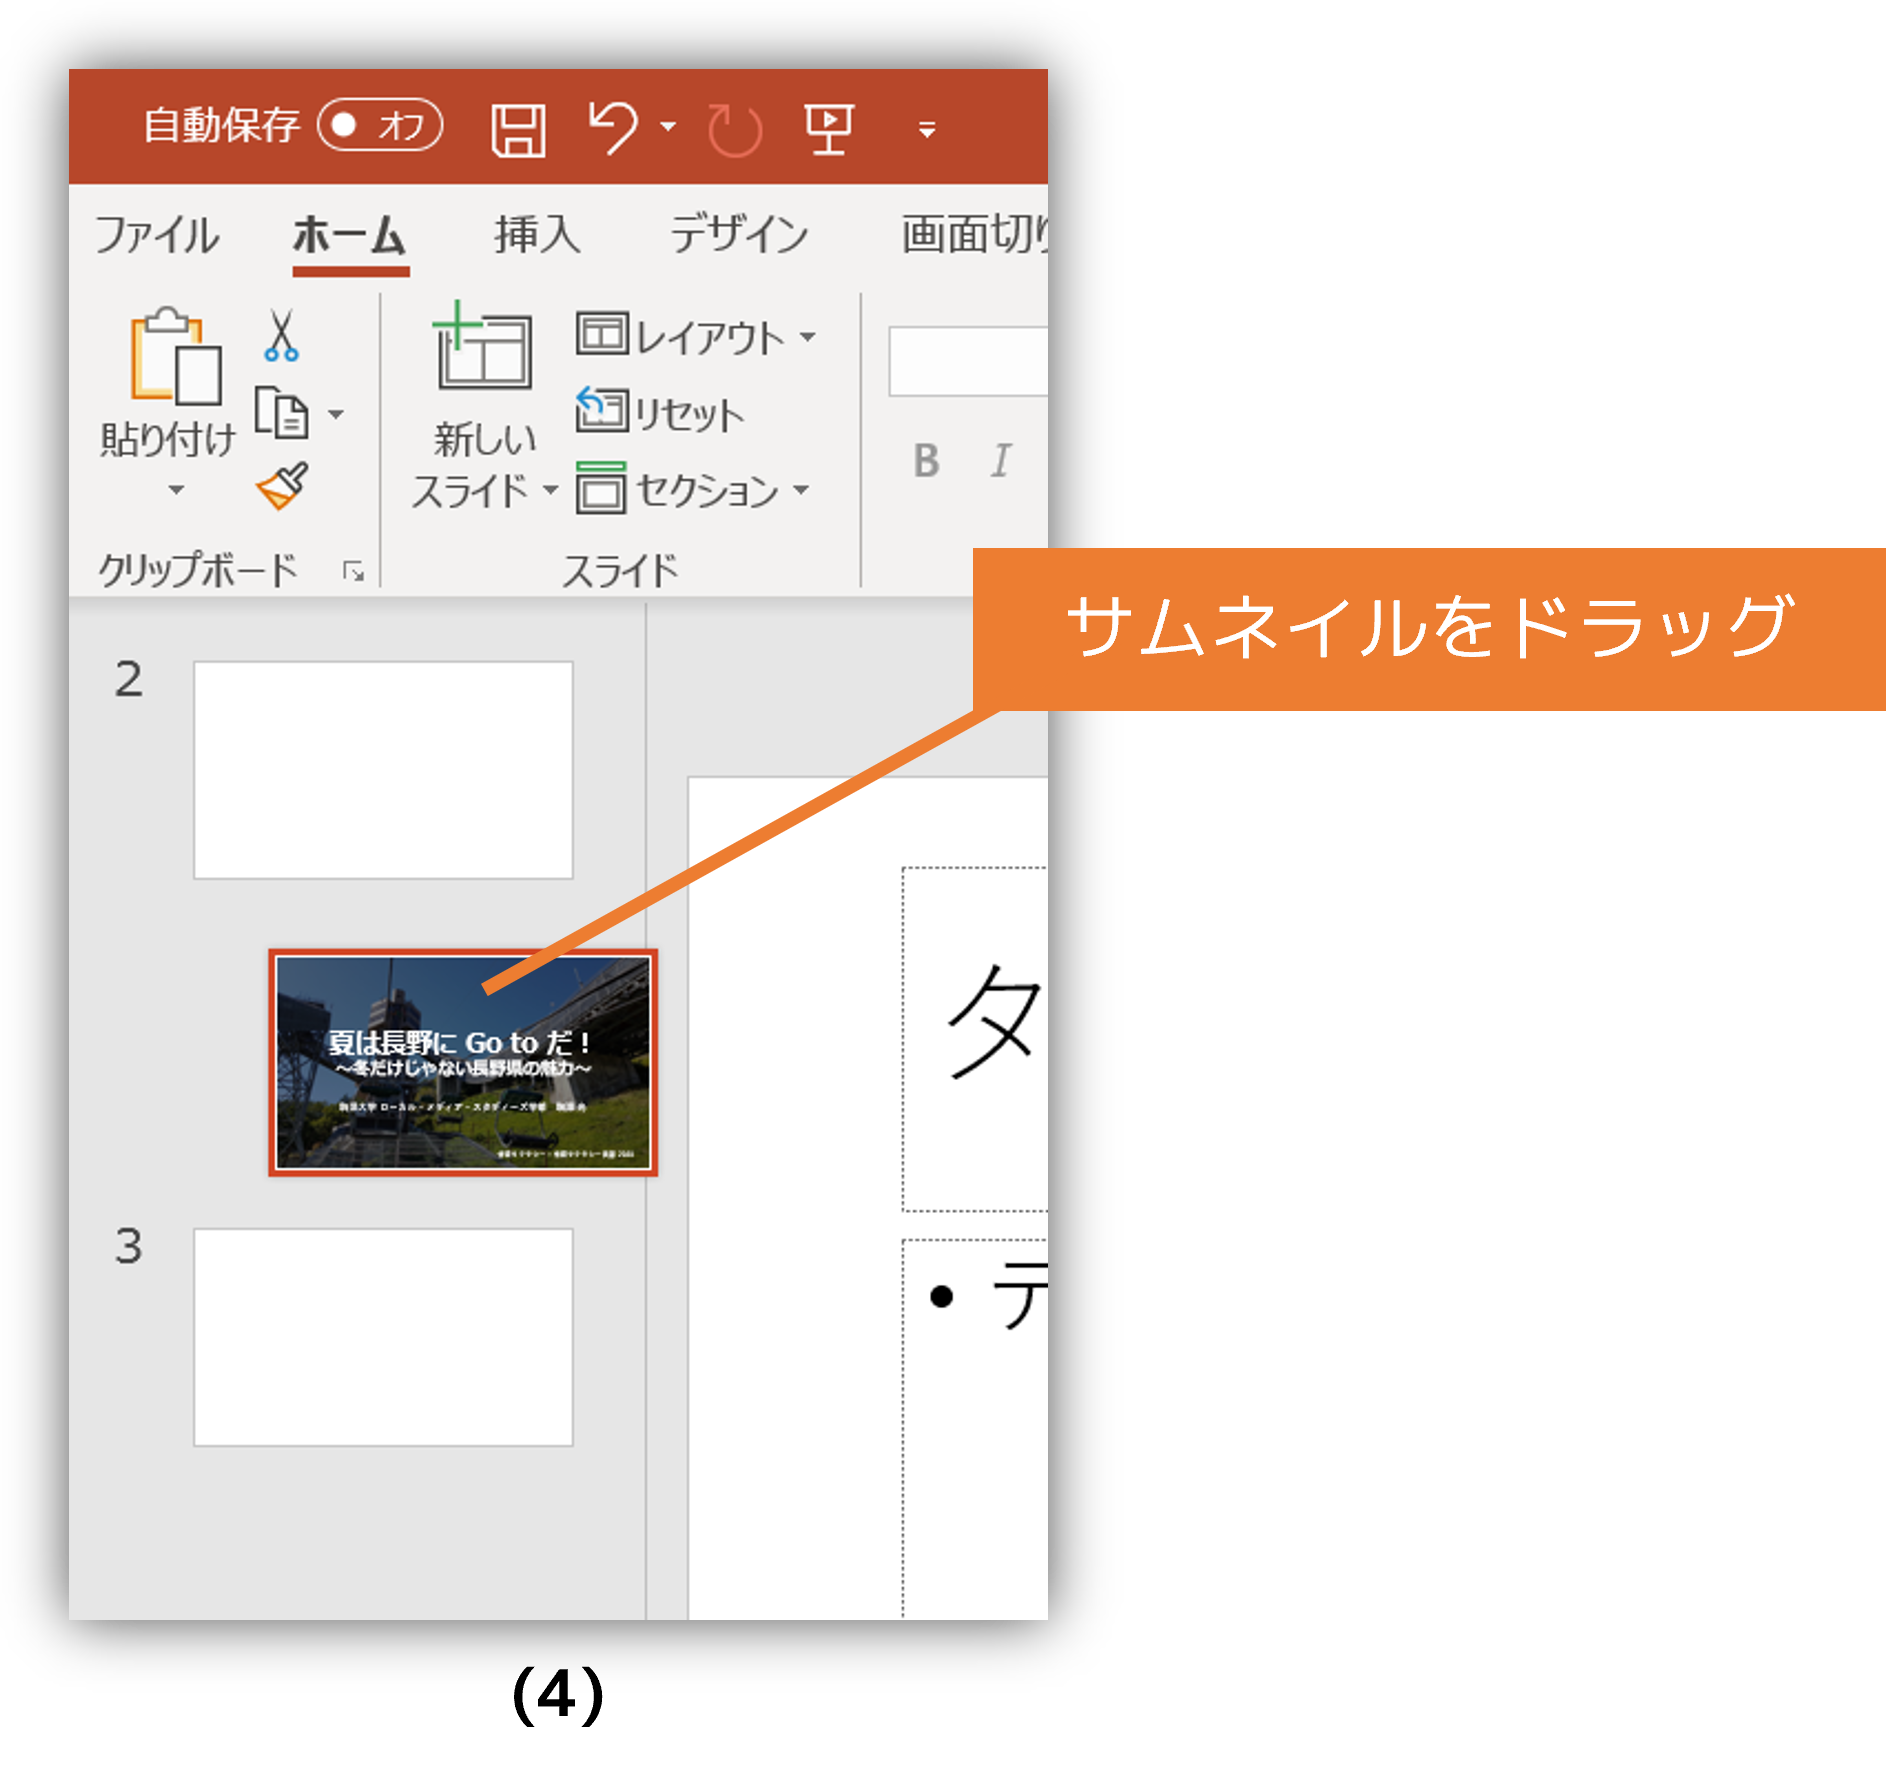 自動保存 オフ
ファイル ホーム 挿入 デザイン 画面切り
貼り付け
新しい
スライド
レイアウト
リセット
セクション
B I
クリップボード スライド
サムネイルをドラッグ
2
夏は長野に Go to だ！
～冬だけじゃない長野県の魅力～
3
タ
• テ
(4)